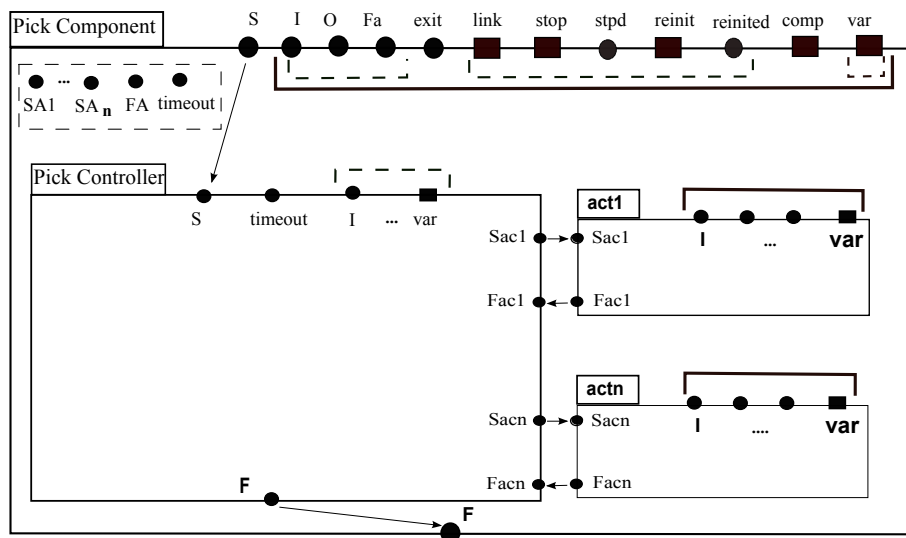 Pick Component
S I O Fa exit link stop stpd reinit reinited comp var
...
SA1 SA n FA timeout
Pick Controller
S timeout I ... var
act1
I ... var
Sac1 Sac1
Fac1 Fac1
actn
I .... var
Sacn Sacn
Facn Facn
F
F